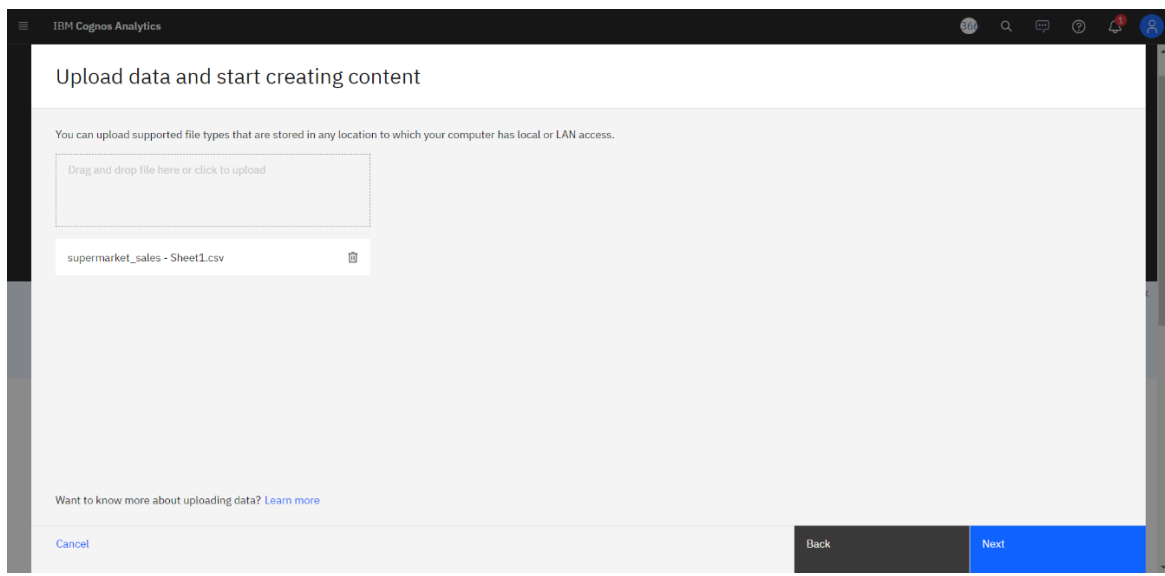 IBM Cognos Analytics
1
Upload data and start creating content
You can upload supported file types that are stored in any location to which your computer has local or LAN access.
Drag and drop file here or click to upload
supermarket_sales - Sheet1.csv
Want to know more about uploading data? Learn more
Cancel
Back
Next